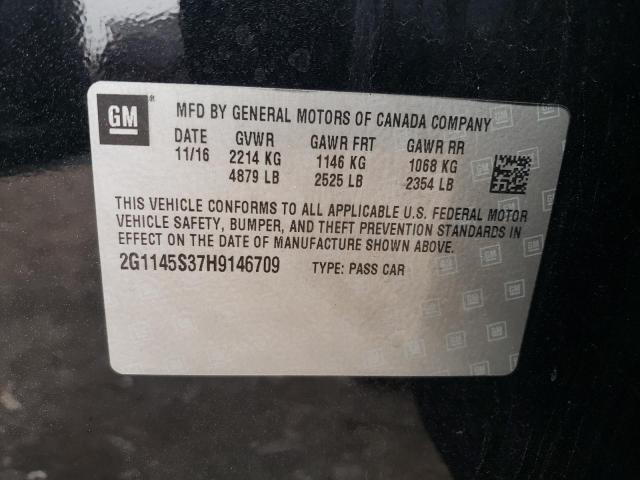 GM
MFD BY GENERAL MOTORS OF CANADA COMPANY
DATE GVWR GAWR FRT GAWR RR
11/16 2214 KG 1146 KG 1068 KG
4879 LB 2525 LB 2354 LB
THIS VEHICLE CONFORMS TO ALL APPLICABLE U.S. FEDERAL MOTOR
VEHICLE SAFETY, BUMPER, AND THEFT PREVENTION STANDARDS IN
EFFECT ON THE DATE OF MANUFACTURE SHOWN ABOVE.
2G1145S37H9146709 TYPE: PASS CAR